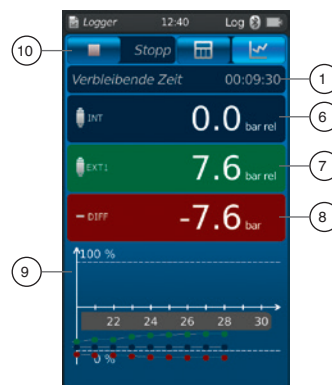 Logger 12:40 Log
10
Stopp
Verbleibende Zeit 00:09:30
1
INT 0.0 bar rel
6
EXT1 7.6 bar rel
7
DIFF -7.6 bar
8
9
100 %
22 24 26 28 30
0 %